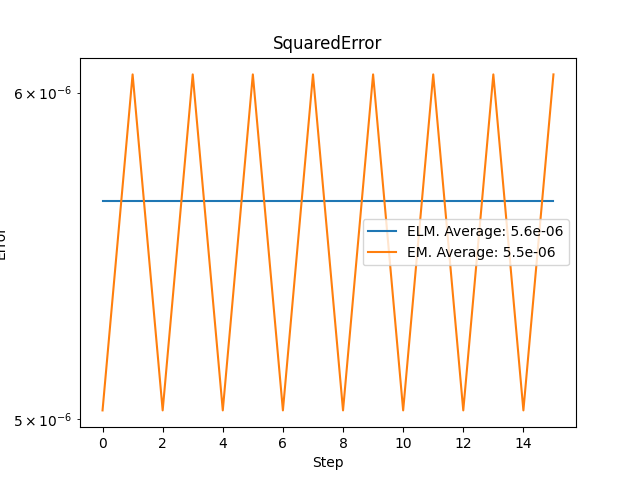 SquaredError
6 × 10⁻⁶
Error
ELM. Average: 5.6e-06
EM. Average: 5.5e-06
5 × 10⁻⁶
0 2 4 6 8 10 12 14
Step